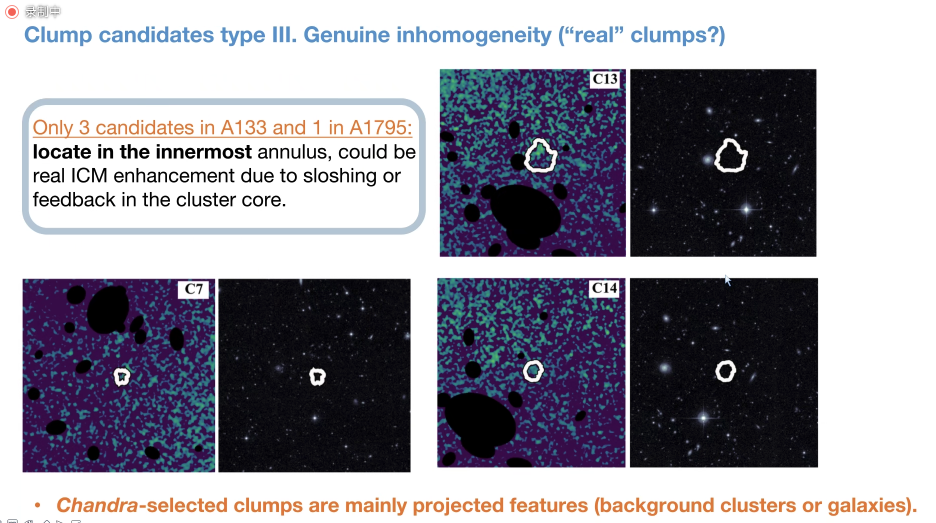 录制中
Clump candidates type III. Genuine inhomogeneity (“real” clumps?)
Only 3 candidates in A133 and 1 in A1795:
locate in the innermost annulus, could be
real ICM enhancement due to sloshing or
feedback in the cluster core.
C13
C7
C14
• Chandra-selected clumps are mainly projected features (background clusters or galaxies).